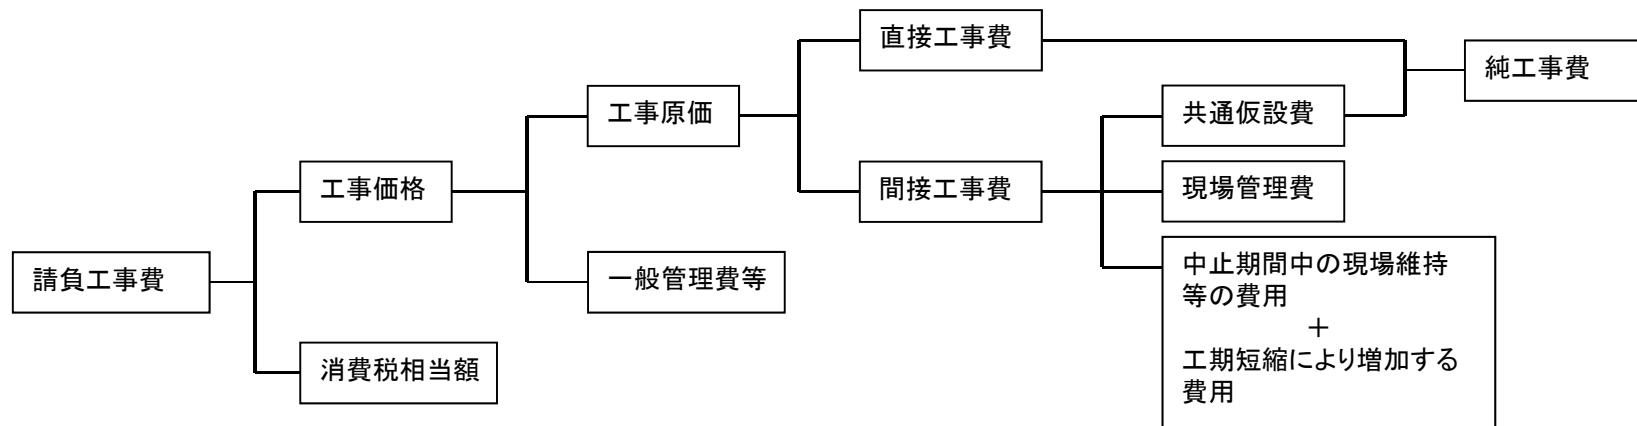 直接工事費
純工事費
工事原価
共通仮設費
工事価格
間接工事費
現場管理費
請負工事費
一般管理費等
中止期間中の現場維持
等の費用
＋
工期短縮により増加する
費用
消費税相当額